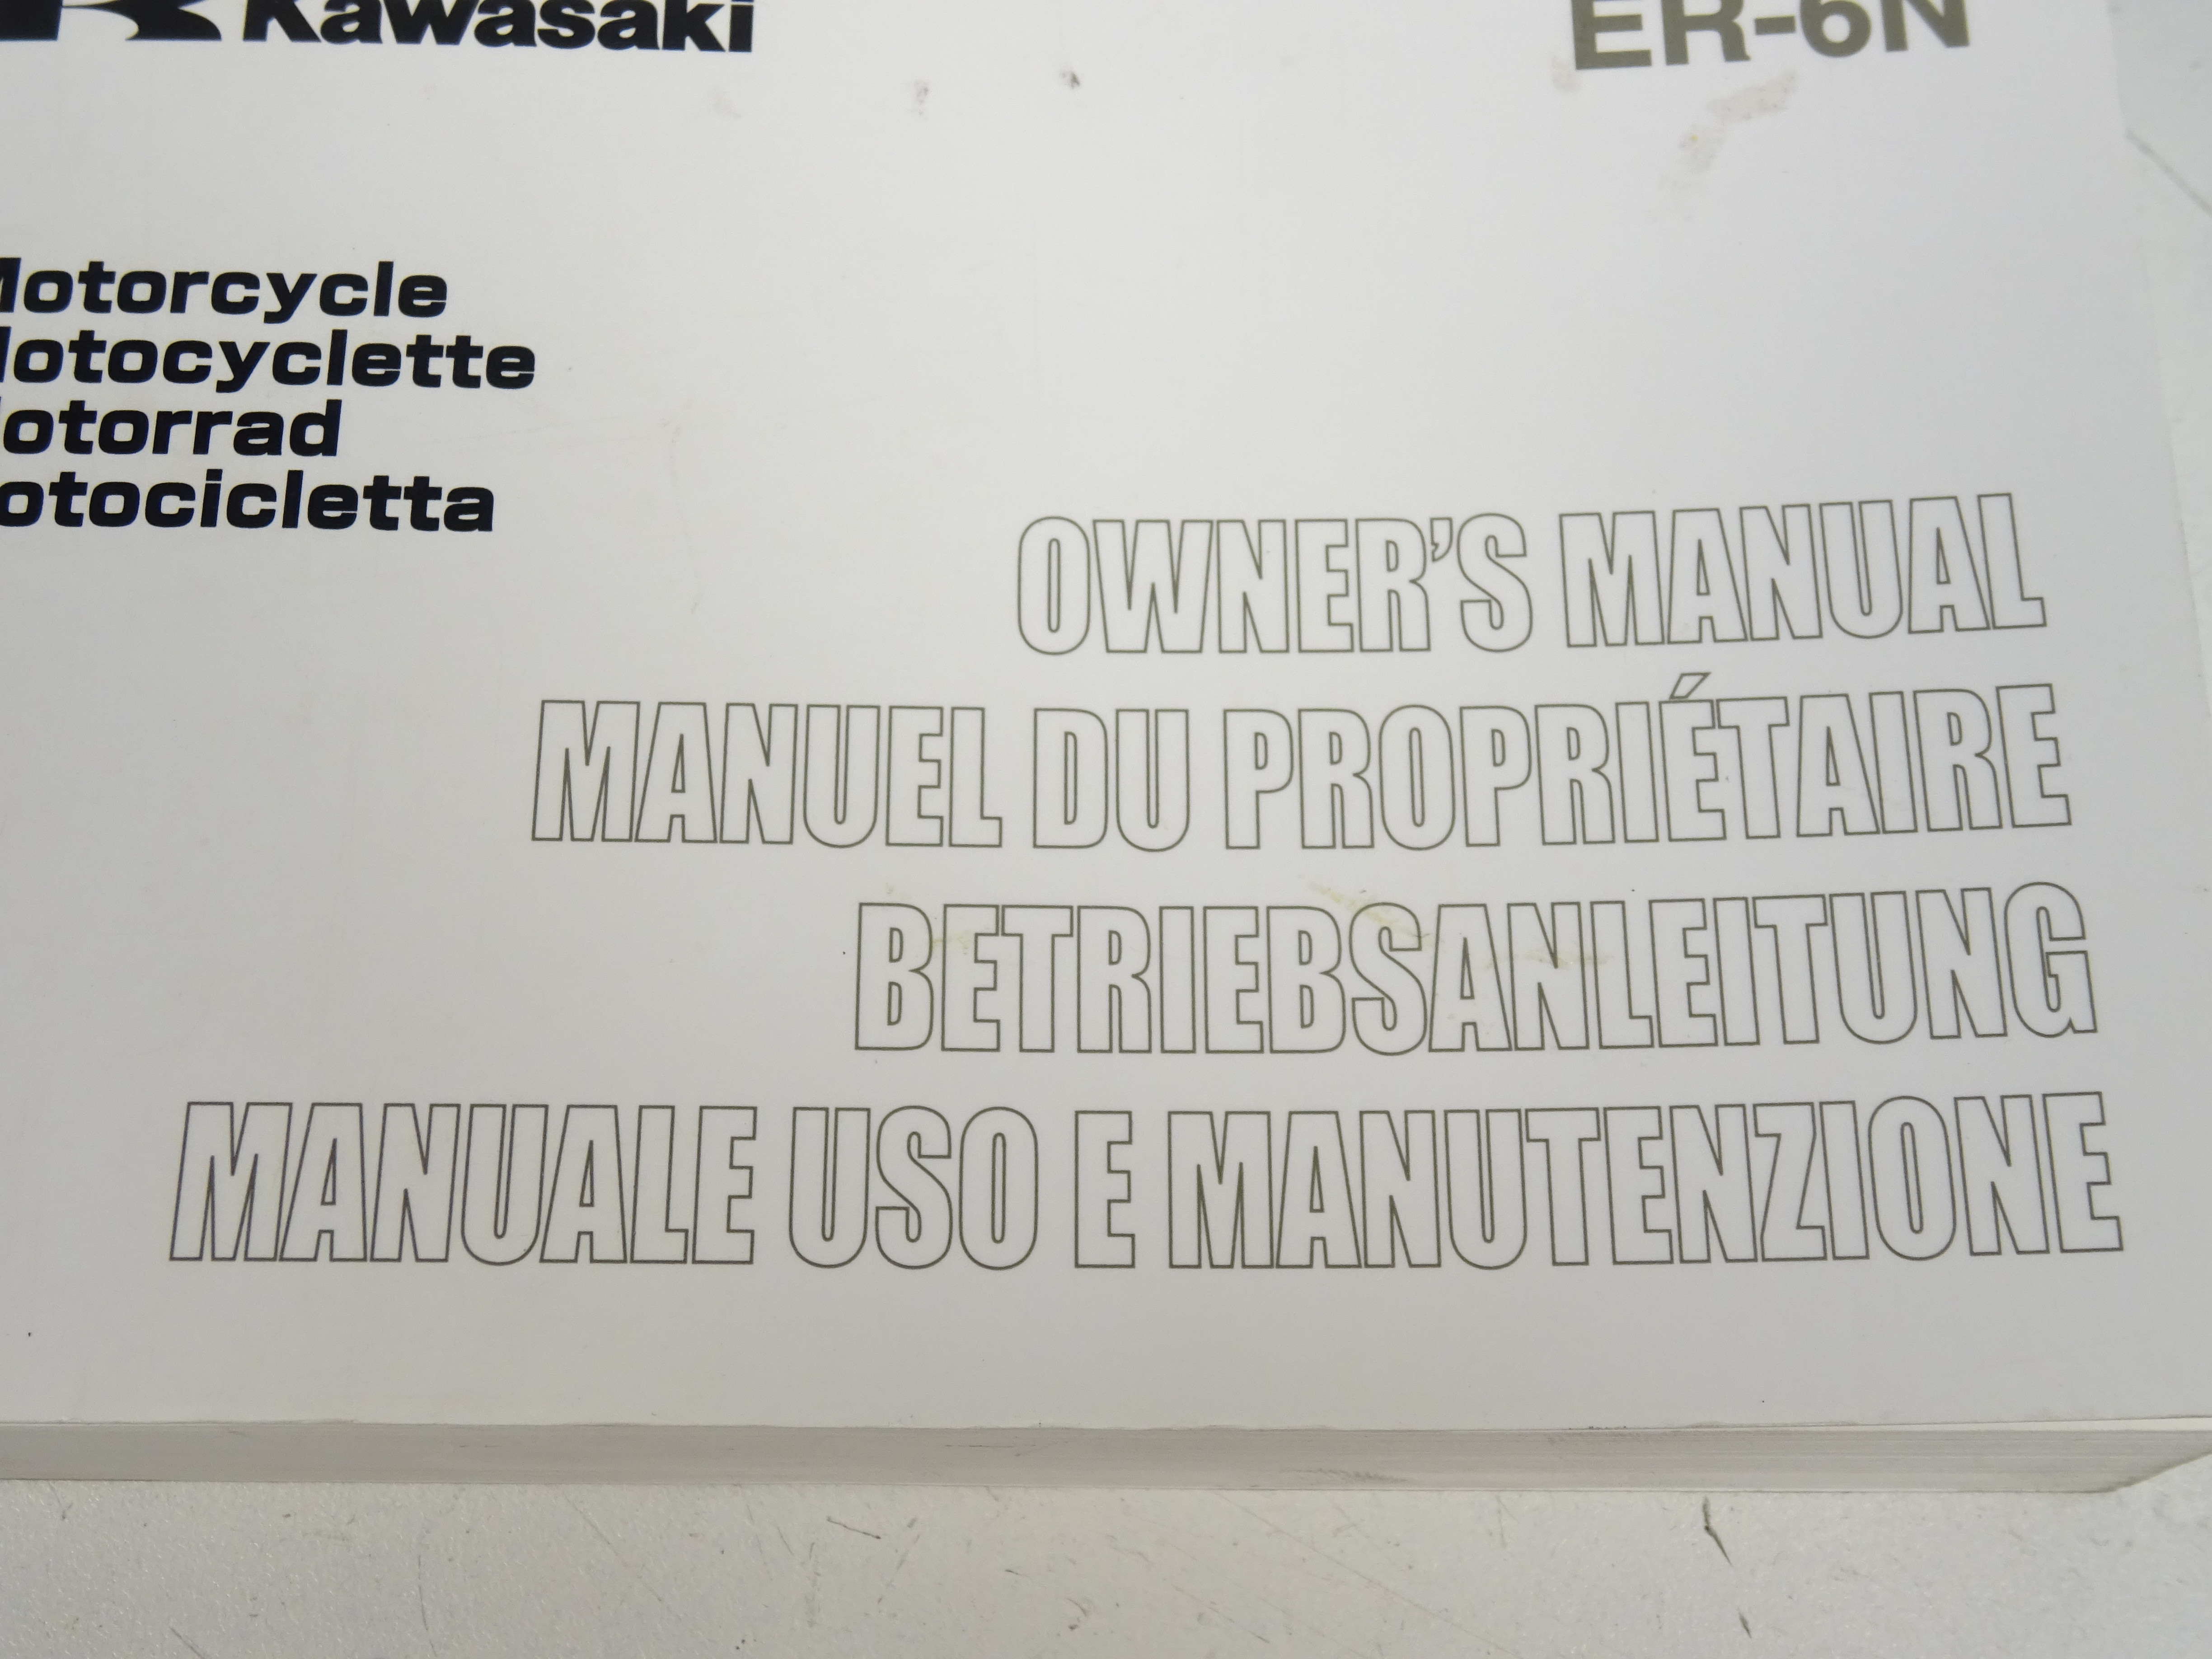 Kawasaki
ER-6N
Motorcycle
Motocyclette
Motorrad
Motocicletta
OWNER'S MANUAL
MANUEL DU PROPRIÉTAIRE
BETRIEBSANLEITUNG
MANUALE USO E MANUTENZIONE